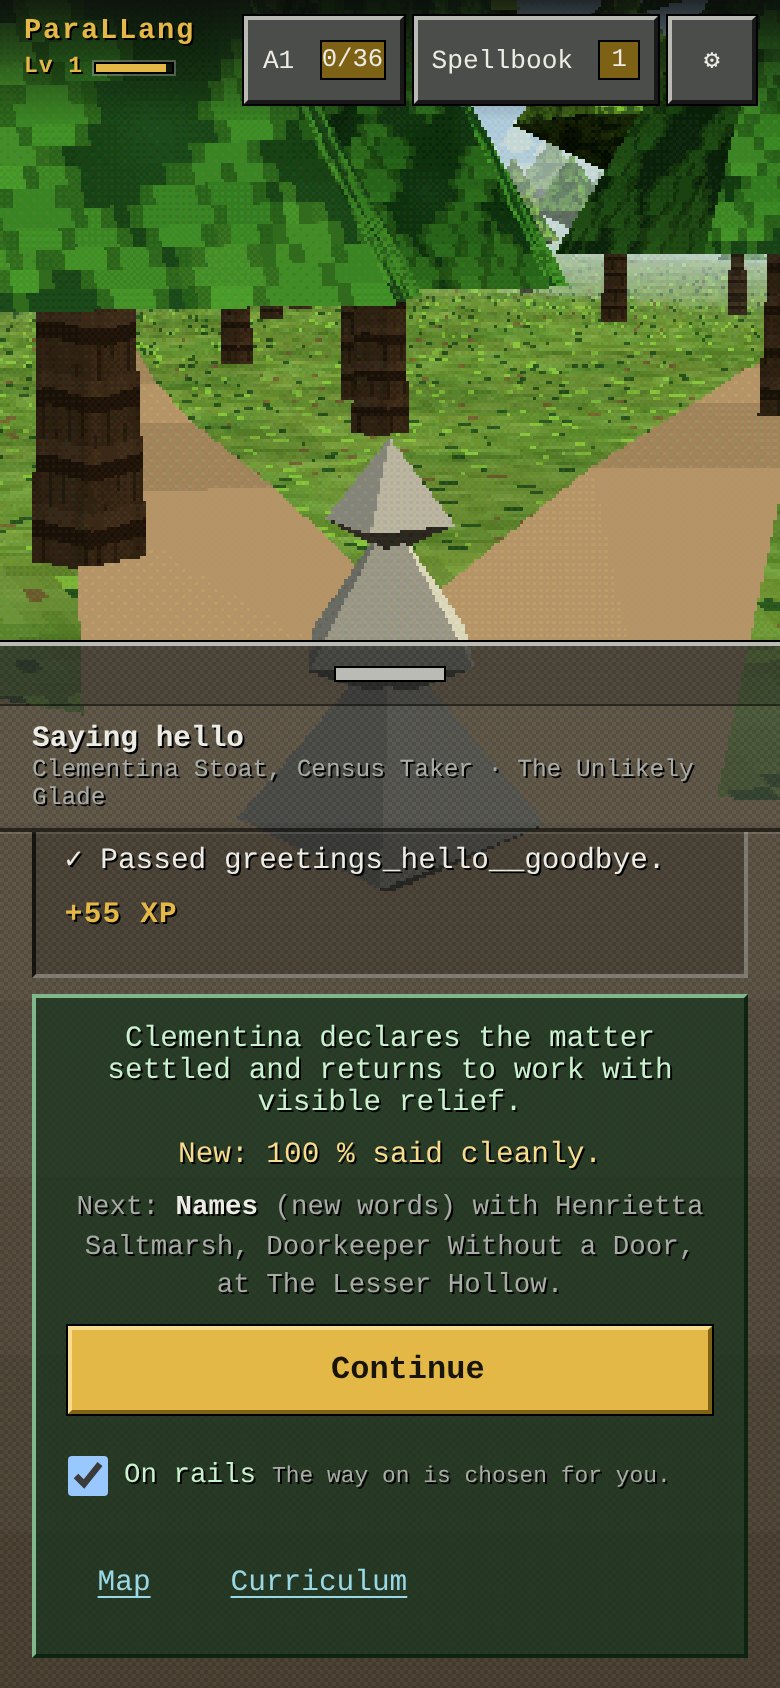 ParaLLang
Lv 1
A1 0/36
Spellbook 1
⚙
Saying hello
Clementina Stoat, Census Taker · The Unlikely
Glade
✓ Passed greetings_hello__goodbye.
+55 XP
Clementina declares the matter
settled and returns to work with
visible relief.
New: 100 % said cleanly.
Next: Names (new words) with Henrietta
Saltmarsh, Doorkeeper Without a Door,
at The Lesser Hollow.
Continue
On rails The way on is chosen for you.
Map Curriculum